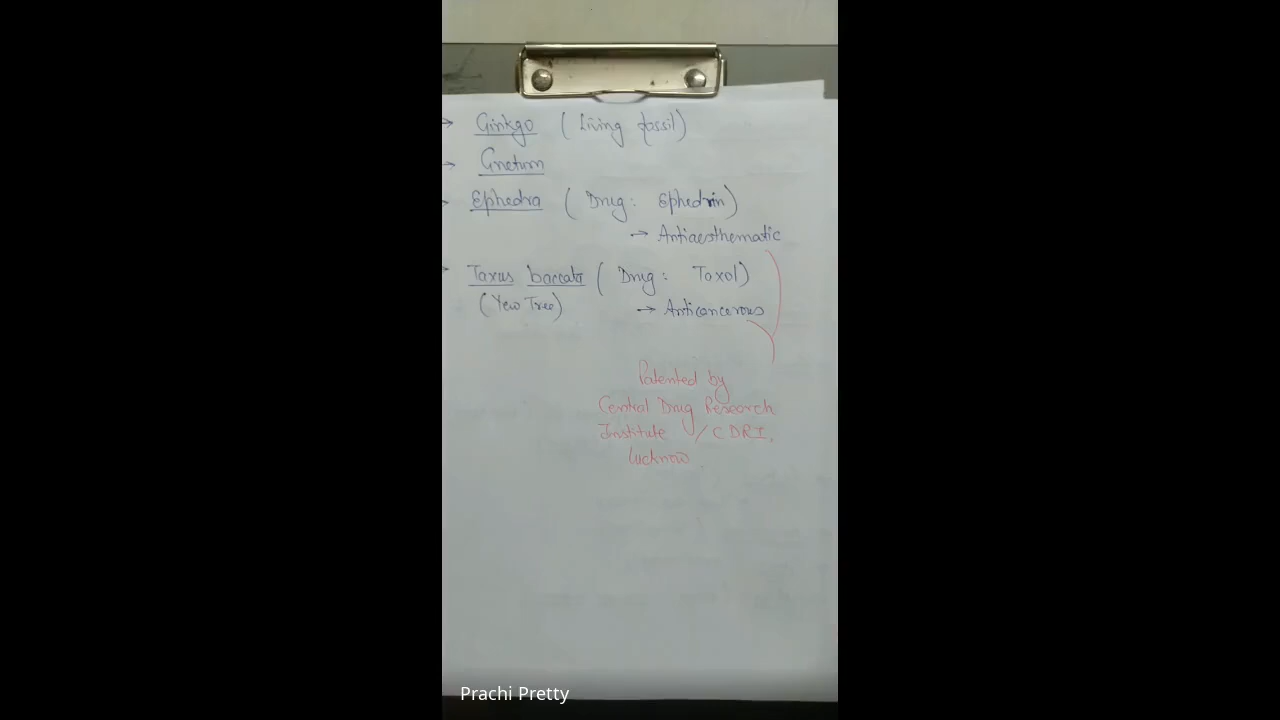 → Ginkgo (Living fossil)
→ Gnetum
→ Ephedra (Drug: Ephedrin)
→ Antiaesthematic
→ Taxus baccata (Drug: Taxol)
(Yew Tree) → Anticancerous
Patented by
Central Drug Research
Institute / CDRI,
Lucknow
Prachi Pretty